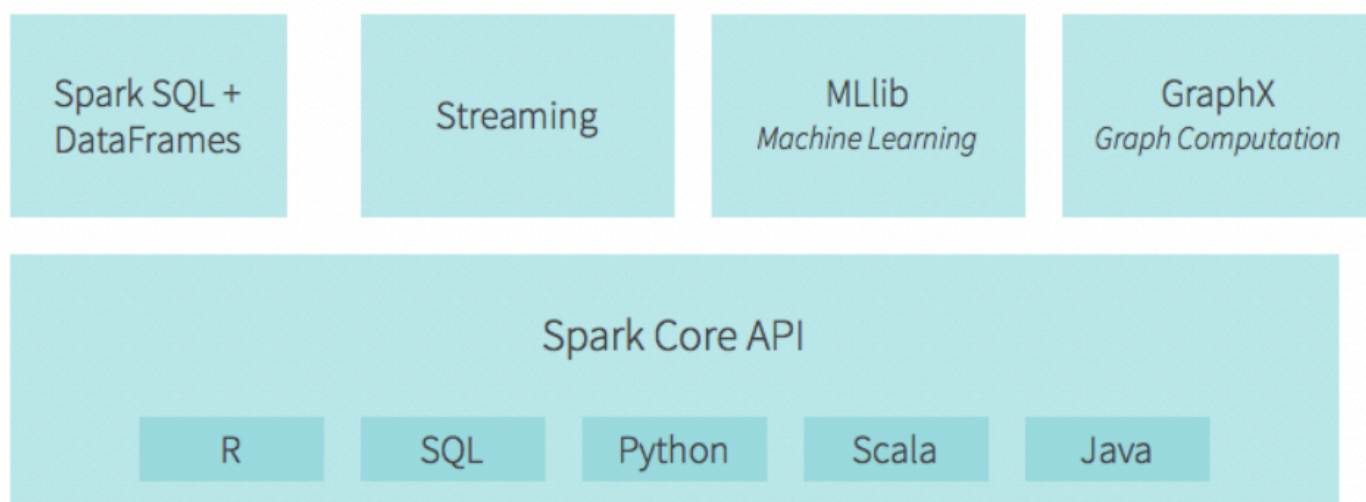 Spark SQL +
DataFrames
Streaming
MLlib
Machine Learning
GraphX
Graph Computation
Spark Core API
R
SQL
Python
Scala
Java